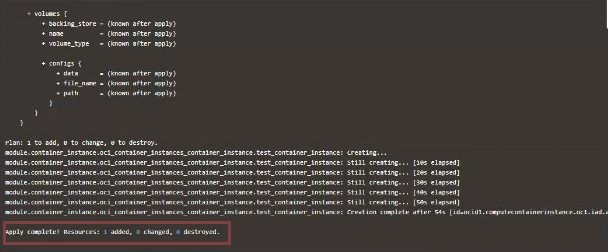 + volumes {
+ backing_store = (known after apply)
+ name = (known after apply)
+ volume_type = (known after apply)
+ configs {
+ data = (known after apply)
+ file_name = (known after apply)
+ path = (known after apply)
}
}
}
Plan: 1 to add, 0 to change, 0 to destroy.
module.container_instance.oci_container_instances_container_instance.test_container_instance: Creating...
module.container_instance.oci_container_instances_container_instance.test_container_instance: Still creating... [10s elapsed]
module.container_instance.oci_container_instances_container_instance.test_container_instance: Still creating... [20s elapsed]
module.container_instance.oci_container_instances_container_instance.test_container_instance: Still creating... [30s elapsed]
module.container_instance.oci_container_instances_container_instance.test_container_instance: Still creating... [40s elapsed]
module.container_instance.oci_container_instances_container_instance.test_container_instance: Still creating... [50s elapsed]
module.container_instance.oci_container_instances_container_instance.test_container_instance: Creation complete after 54s [id=ocid1.computecontainerinstance.oc1.iad.a
Apply complete! Resources: 1 added, 0 changed, 0 destroyed.